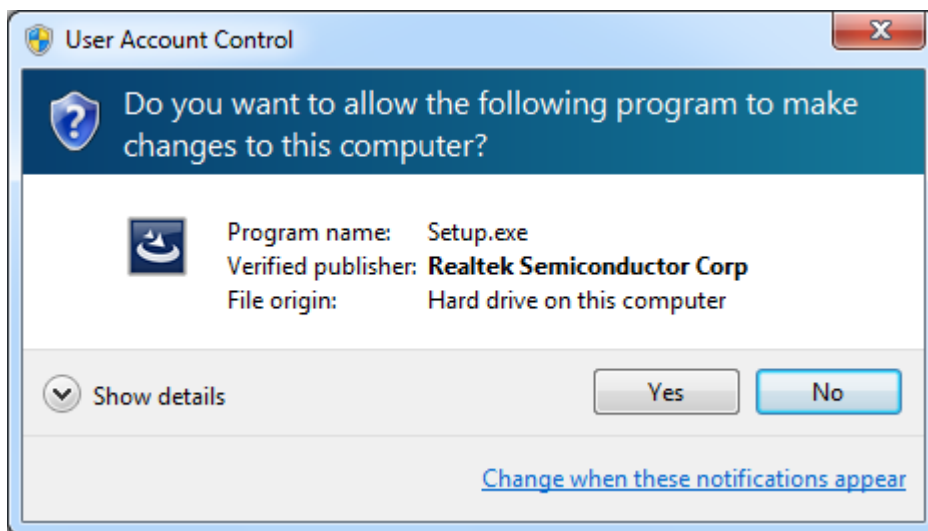 User Account Control
Do you want to allow the following program to make
changes to this computer?
Program name: Setup.exe
Verified publisher: Realtek Semiconductor Corp
File origin: Hard drive on this computer
Show details
Yes
No
Change when these notifications appear